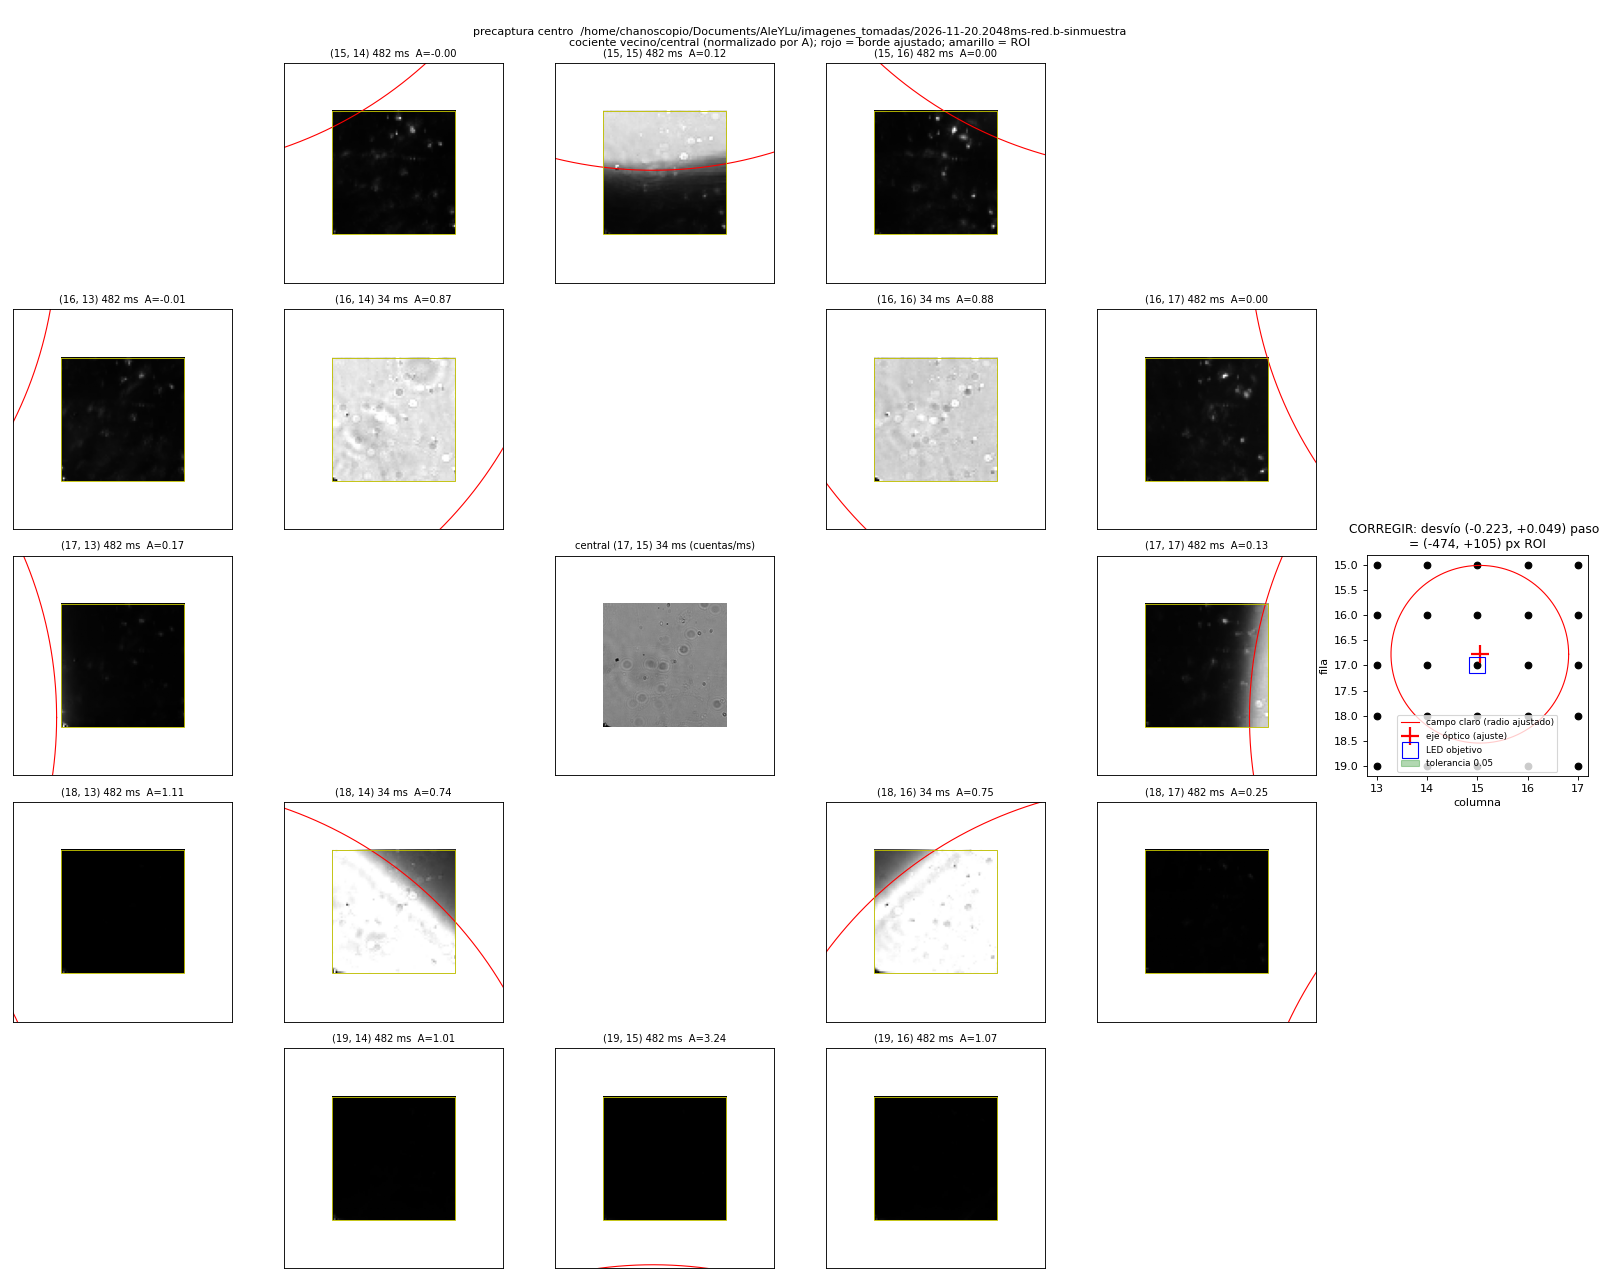 precaptura centro  /home/chanoscopio/Documents/AleYLu/imagenes_tomadas/2026-11-20.2048ms-red.b-sinmuestra
cociente vecino/central (normalizado por A); rojo = borde ajustado; amarillo = ROI
(15, 14) 482 ms  A=-0.00
(15, 15) 482 ms  A=0.12
(15, 16) 482 ms  A=0.00
(16, 13) 482 ms  A=-0.01
(16, 14) 34 ms  A=0.87
(16, 16) 34 ms  A=0.88
(16, 17) 482 ms  A=0.00
(17, 13) 482 ms  A=0.17
central (17, 15) 34 ms (cuentas/ms)
(17, 17) 482 ms  A=0.13
CORREGIR: desvío (-0.223, +0.049) paso
= (-474, +105) px ROI
15.0
15.5
16.0
16.5
17.0
17.5
18.0
18.5
19.0
fila
campo claro (radio ajustado)
eje óptico (ajuste)
LED objetivo
tolerancia 0.05
13
14
15
16
17
columna
(18, 13) 482 ms  A=1.11
(18, 14) 34 ms  A=0.74
(18, 16) 34 ms  A=0.75
(18, 17) 482 ms  A=0.25
(19, 14) 482 ms  A=1.01
(19, 15) 482 ms  A=3.24
(19, 16) 482 ms  A=1.07